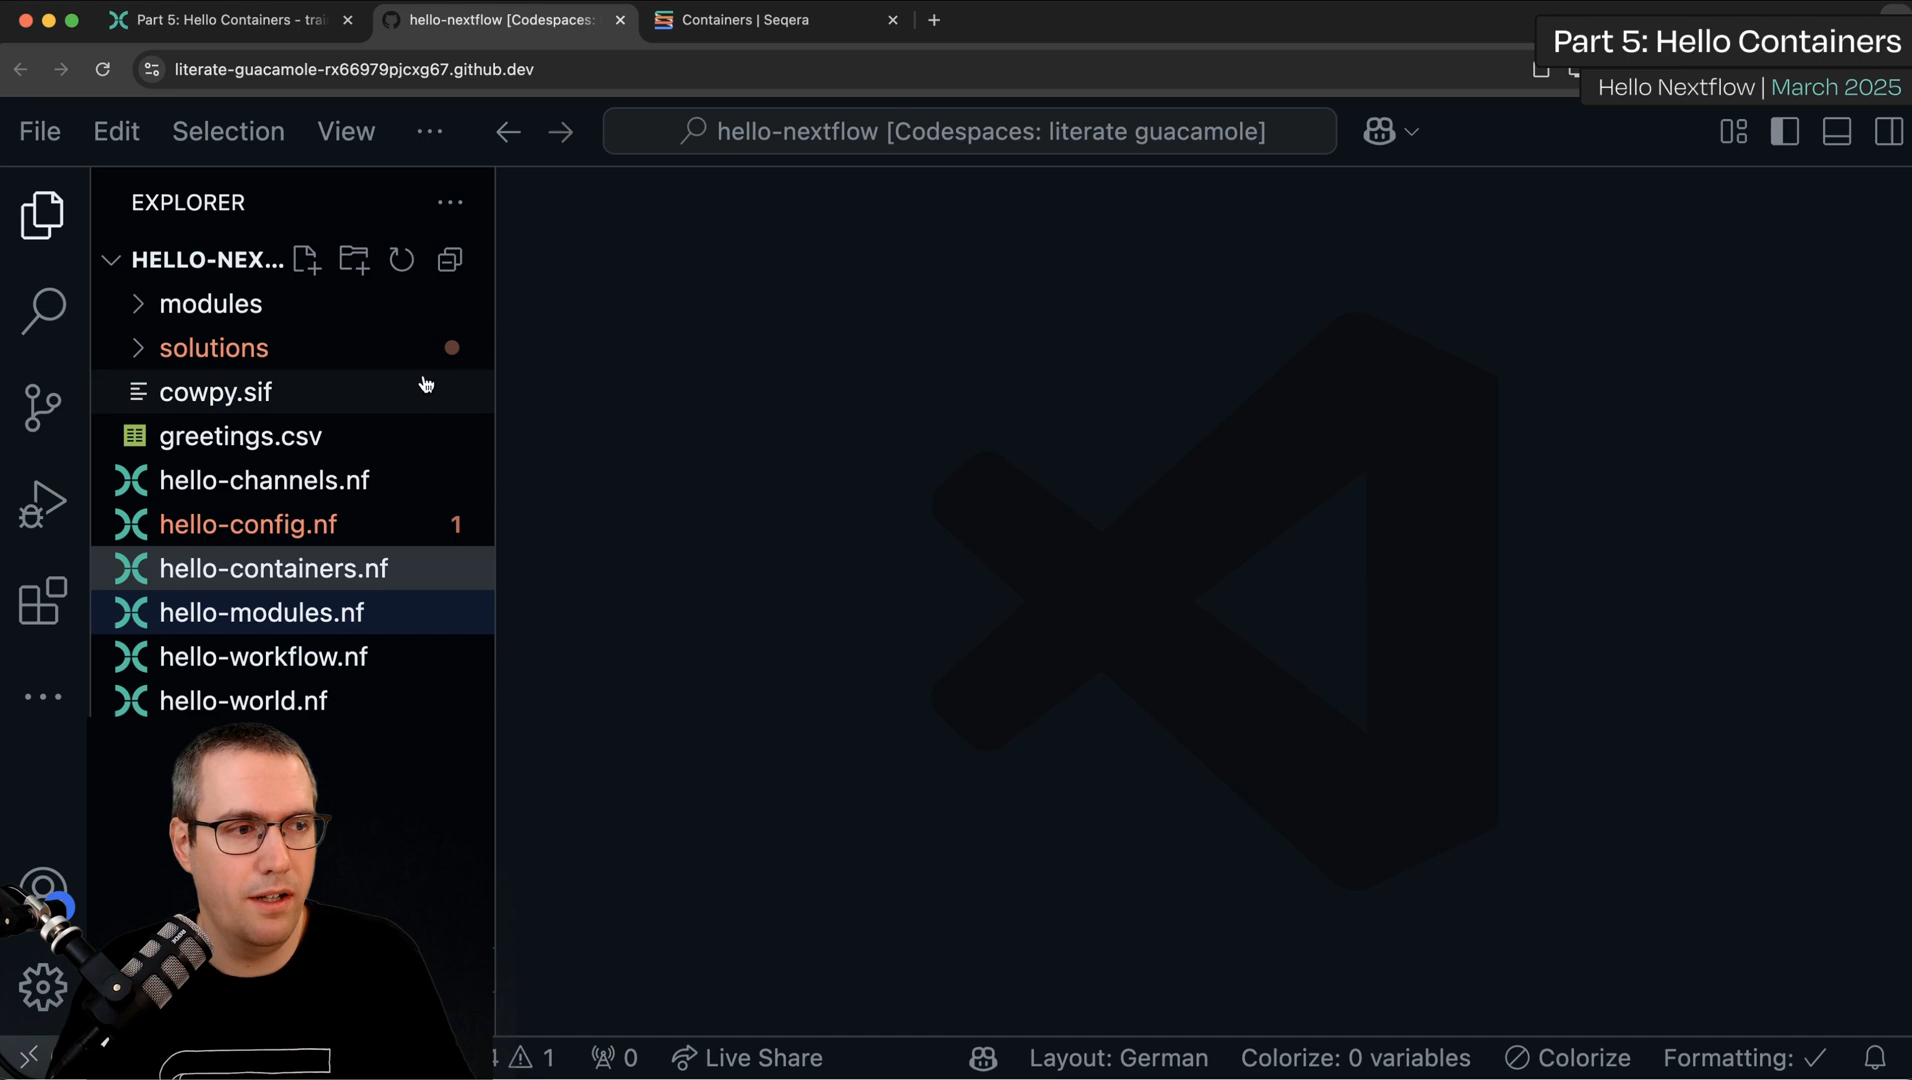 Part 5: Hello Containers - trai
hello-nextflow [Codespaces:
Containers | Seqera
Part 5: Hello Containers
literate-guacamole-rx66979pjcxg67.github.dev
Hello Nextflow | March 2025
File Edit Selection View ···
hello-nextflow [Codespaces: literate guacamole]
EXPLORER
HELLO-NEX...
modules
solutions
cowpy.sif
greetings.csv
hello-channels.nf
hello-config.nf 1
hello-containers.nf
hello-modules.nf
hello-workflow.nf
hello-world.nf
1 0 Live Share Layout: German Colorize: 0 variables Colorize Formatting: ✓